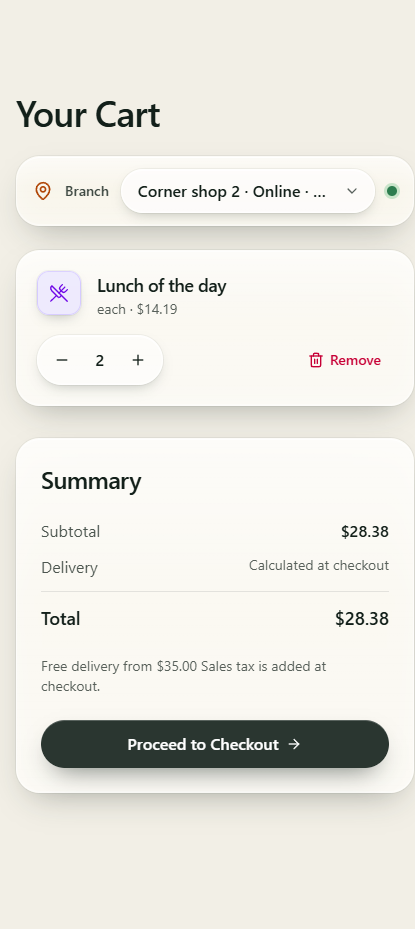 Your Cart
Branch
Corner shop 2 · Online · ...
Lunch of the day
each · $14.19
2
Remove
Summary
Subtotal
$28.38
Delivery
Calculated at checkout
Total
$28.38
Free delivery from $35.00 Sales tax is added at
checkout.
Proceed to Checkout